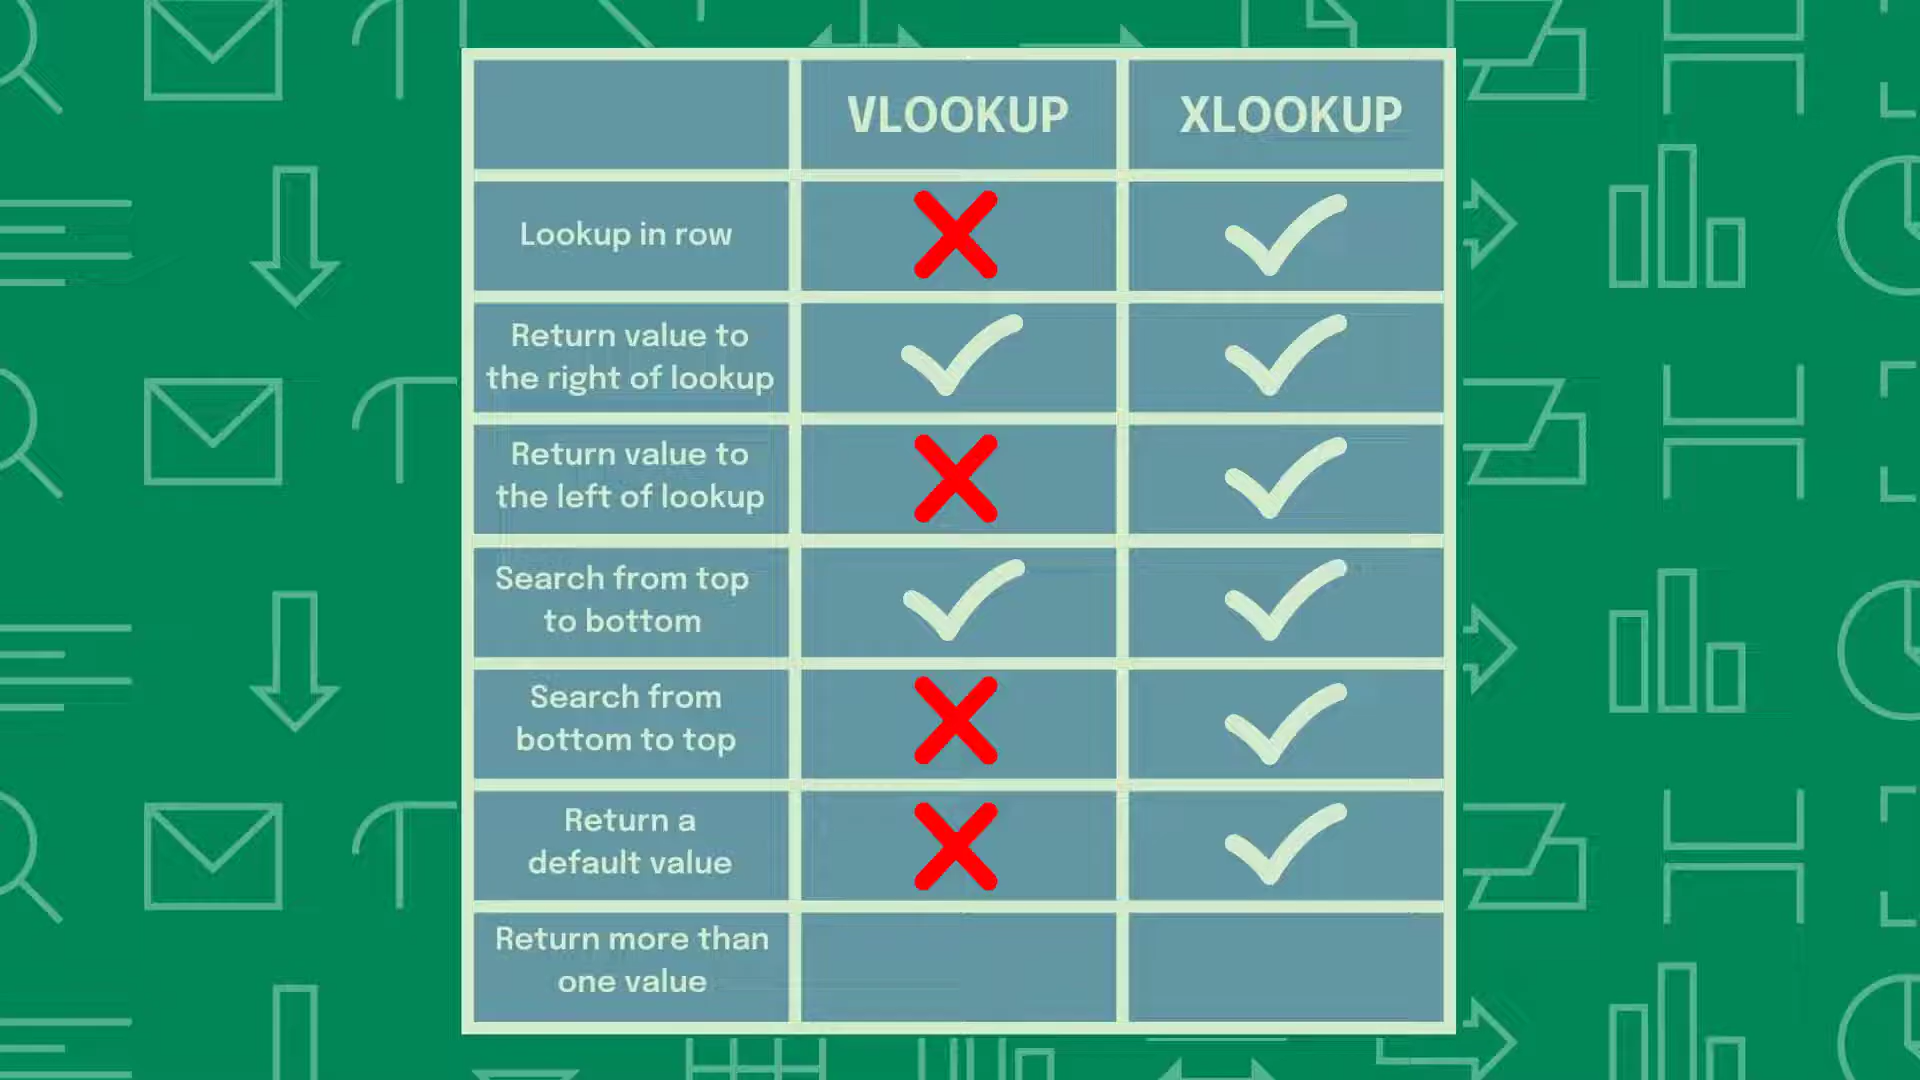 VLOOKUP
XLOOKUP
Lookup in row
Return value to
the right of lookup
Return value to
the left of lookup
Search from top
to bottom
Search from
bottom to top
Return a
default value
Return more than
one value